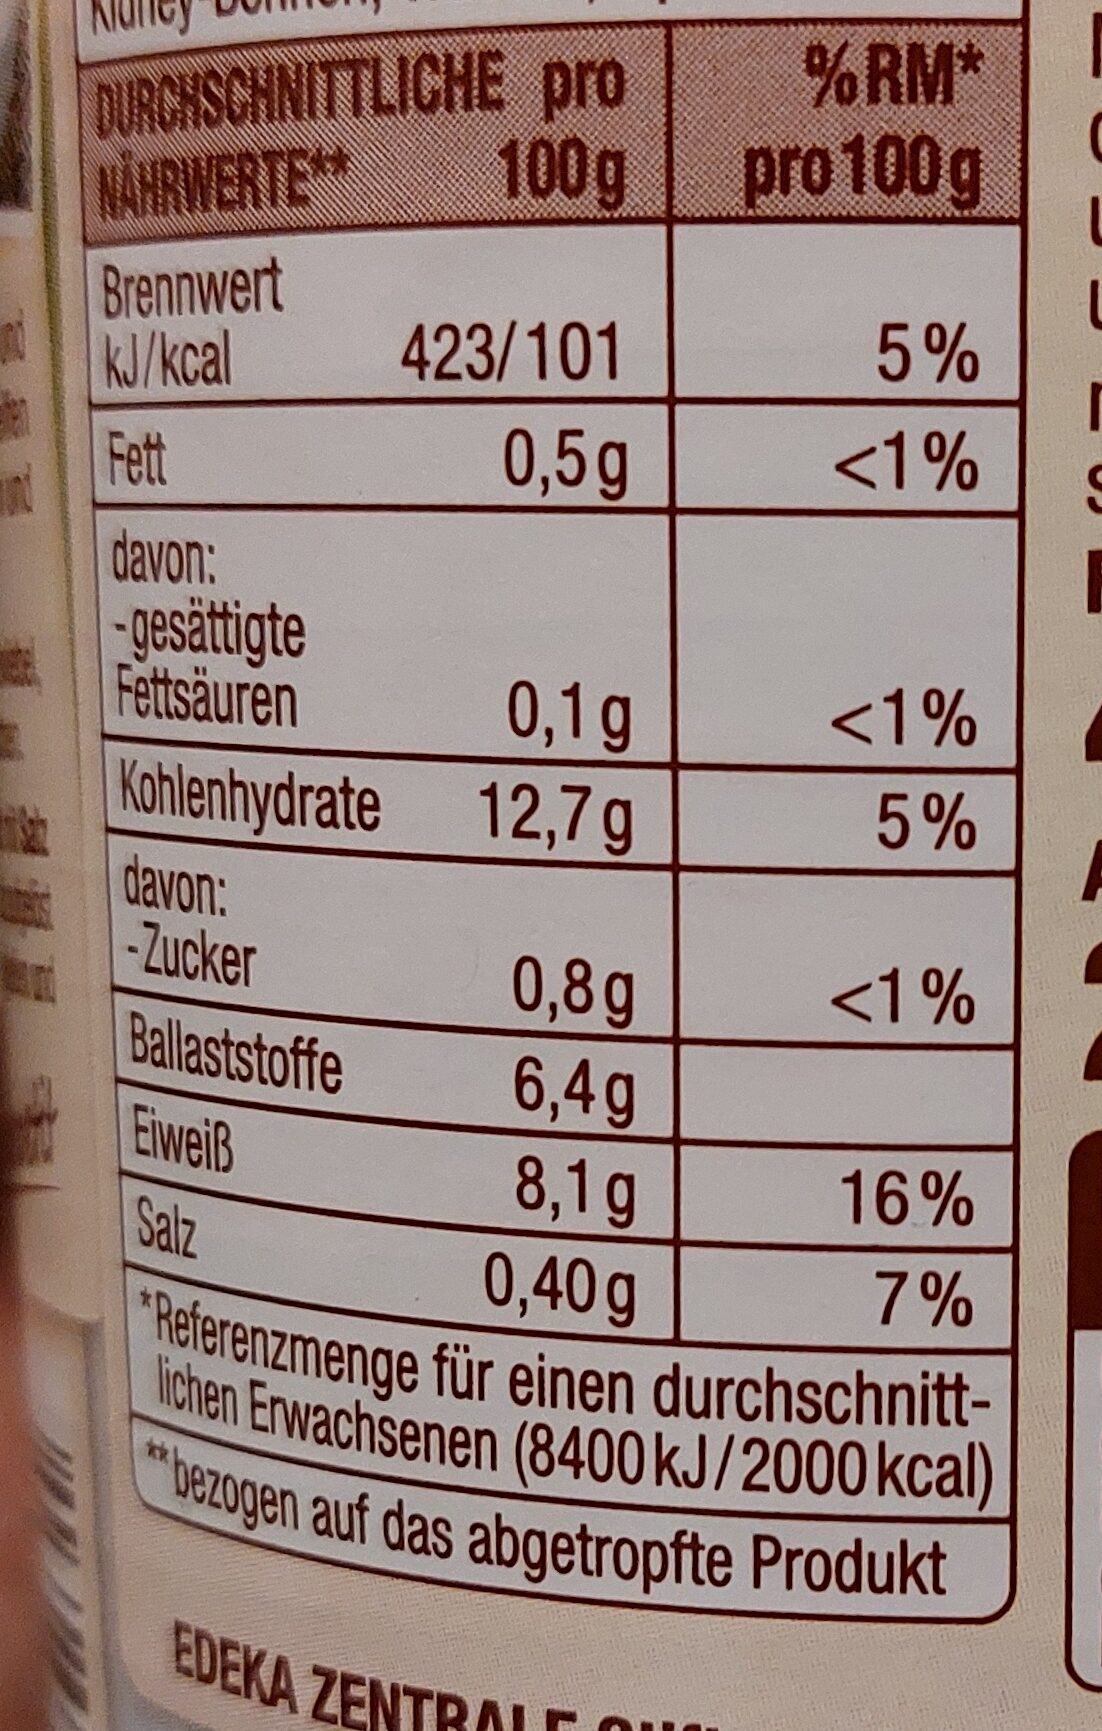 DURCHSCHNITTLICHE pro %RM*
NÄHRWERTE** 100g pro 100g
Brennwert
kJ/kcal 423/101 5%
Fett 0,5g <1%
davon:
-gesättigte
Fettsäuren 0,1g <1%
Kohlenhydrate 12,7g 5%
davon:
-Zucker 0,8g <1%
Ballaststoffe 6,4g
Eiweiß 8,1g 16%
Salz 0,40g 7%
*Referenzmenge für einen durchschnitt-
lichen Erwachsenen (8400kJ/2000kcal)
**bezogen auf das abgetropfte Produkt
EDEKA ZENTRALE